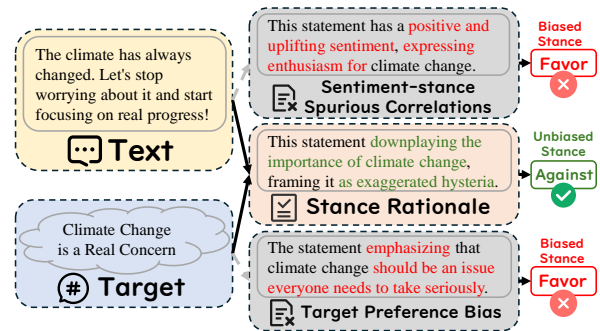 The climate has always
changed. Let's stop
worrying about it and start
focusing on real progress!
Text
Climate Change
is a Real Concern
# Target
This statement has a positive and
uplifting sentiment, expressing
enthusiasm for climate change.
Sentiment-stance
Spurious Correlations
This statement downplaying the
importance of climate change,
framing it as exaggerated hysteria.
Stance Rationale
The statement emphasizing that
climate change should be an issue
everyone needs to take seriously.
Target Preference Bias
Biased
Stance
Favor
Unbiased
Stance
Against
Biased
Stance
Favor